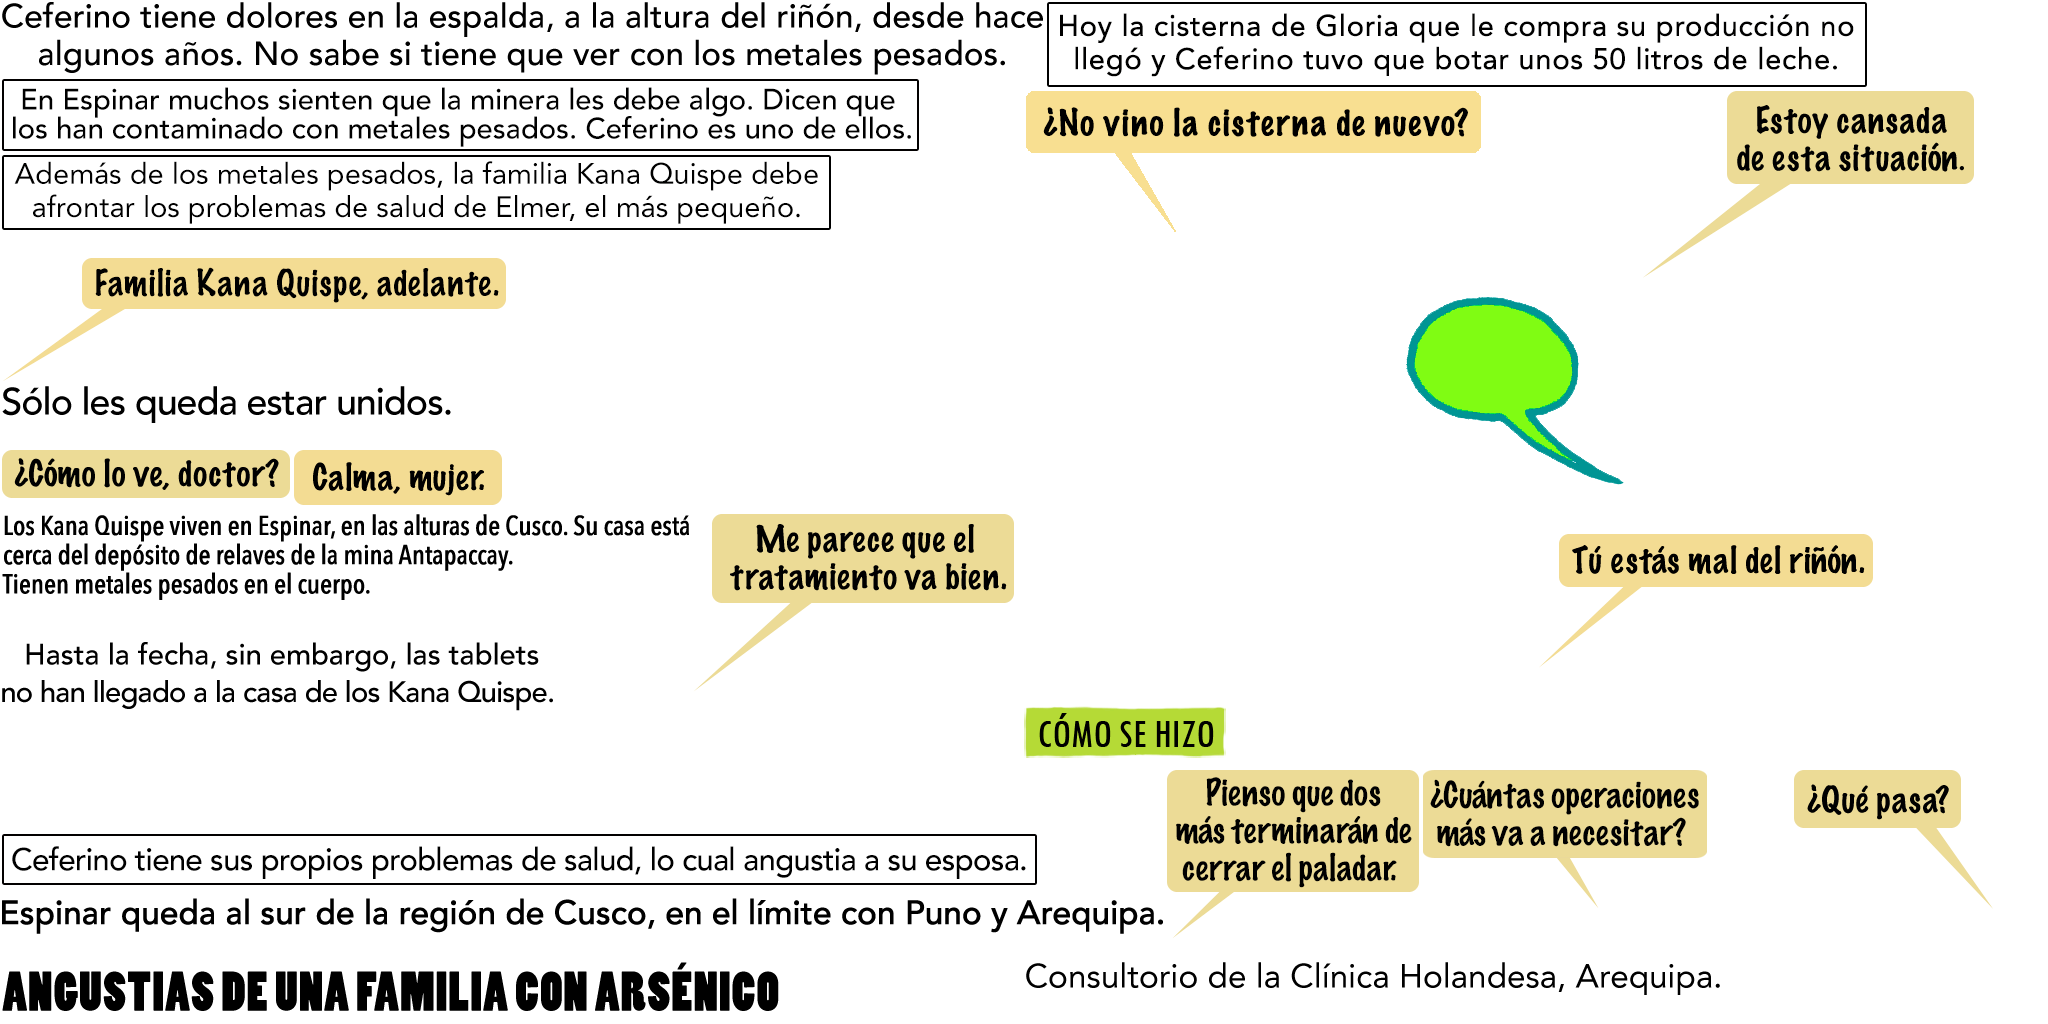 Ceferino tiene dolores en la espalda, a la altura del riñón, desde hace
algunos años. No sabe si tiene que ver con los metales pesados.
Hoy la cisterna de Gloria que le compra su producción no
llegó y Ceferino tuvo que botar unos 50 litros de leche.
En Espinar muchos sienten que la minera les debe algo. Dicen que
los han contaminado con metales pesados. Ceferino es uno de ellos.
¿No vino la cisterna de nuevo?
Estoy cansada
de esta situación.
Además de los metales pesados, la familia Kana Quispe debe
afrontar los problemas de salud de Elmer, el más pequeño.
Familia Kana Quispe, adelante.
Sólo les queda estar unidos.
¿Cómo lo ve, doctor?
Calma, mujer.
Los Kana Quispe viven en Espinar, en las alturas de Cusco. Su casa está
cerca del depósito de relaves de la mina Antapaccay.
Tienen metales pesados en el cuerpo.
Me parece que el
tratamiento va bien.
Tú estás mal del riñón.
Hasta la fecha, sin embargo, las tablets
no han llegado a la casa de los Kana Quispe.
CÓMO SE HIZO
Pienso que dos
más terminarán de
cerrar el paladar.
¿Cuántas operaciones
más va a necesitar?
¿Qué pasa?
Ceferino tiene sus propios problemas de salud, lo cual angustia a su esposa.
Espinar queda al sur de la región de Cusco, en el límite con Puno y Arequipa.
ANGUSTIAS DE UNA FAMILIA CON ARSÉNICO
Consultorio de la Clínica Holandesa, Arequipa.